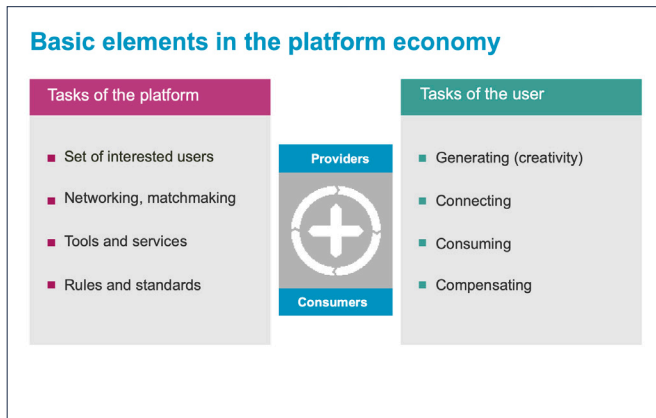 Basic elements in the platform economy
Tasks of the platform
Set of interested users
Networking, matchmaking
Tools and services
Rules and standards
Providers
Consumers
Tasks of the user
Generating (creativity)
Connecting
Consuming
Compensating